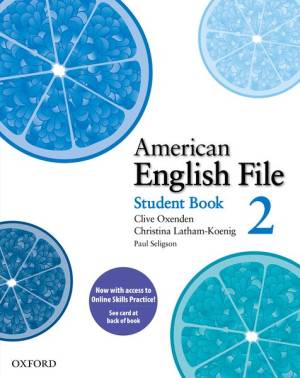 American
English File
Student Book 2
Clive Oxenden
Christina Latham-Koenig
Paul Seligson
Now with access to
Online Skills Practice!
See card at
back of book
OXFORD